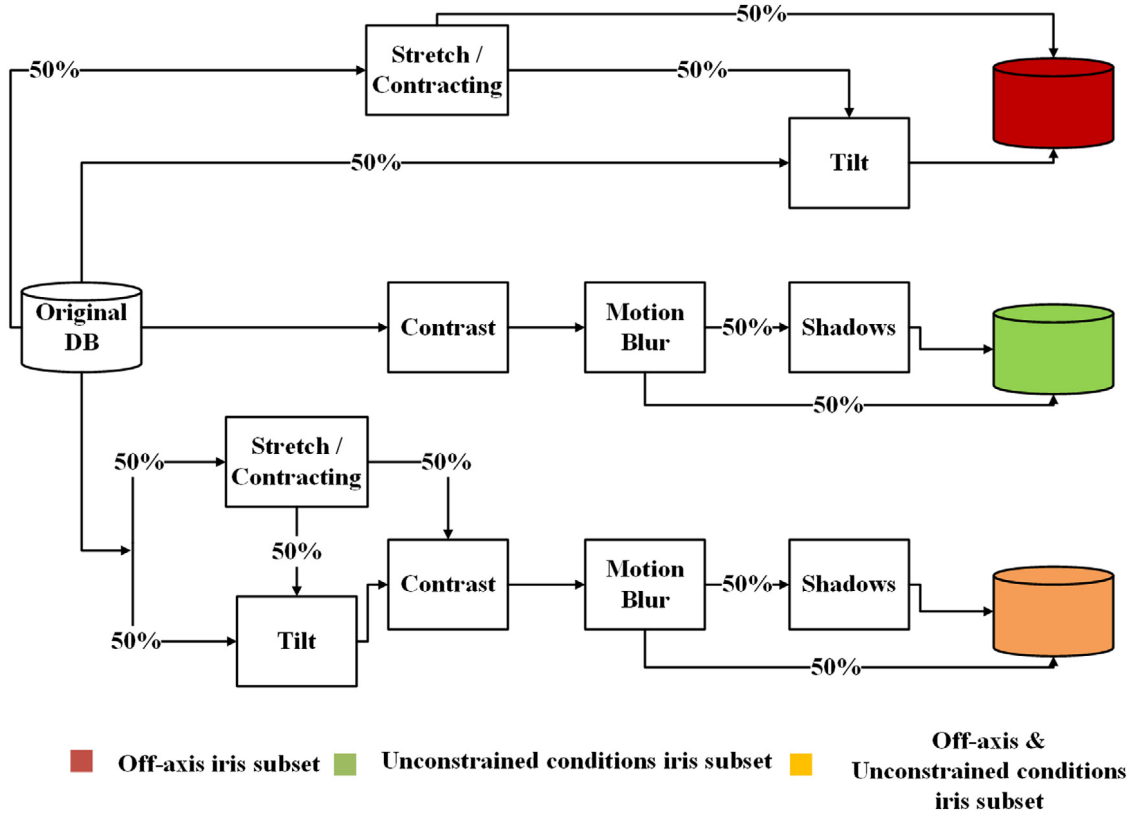 50%
Stretch /
Contracting
50%
50%
50%
Tilt
Original
DB
Contrast
Motion
Blur
50%
Shadows
50%
50%
Stretch /
Contracting
50%
50%
50%
Tilt
Contrast
Motion
Blur
50%
Shadows
50%
Off-axis iris subset
Unconstrained conditions iris subset
Off-axis &
Unconstrained conditions
iris subset